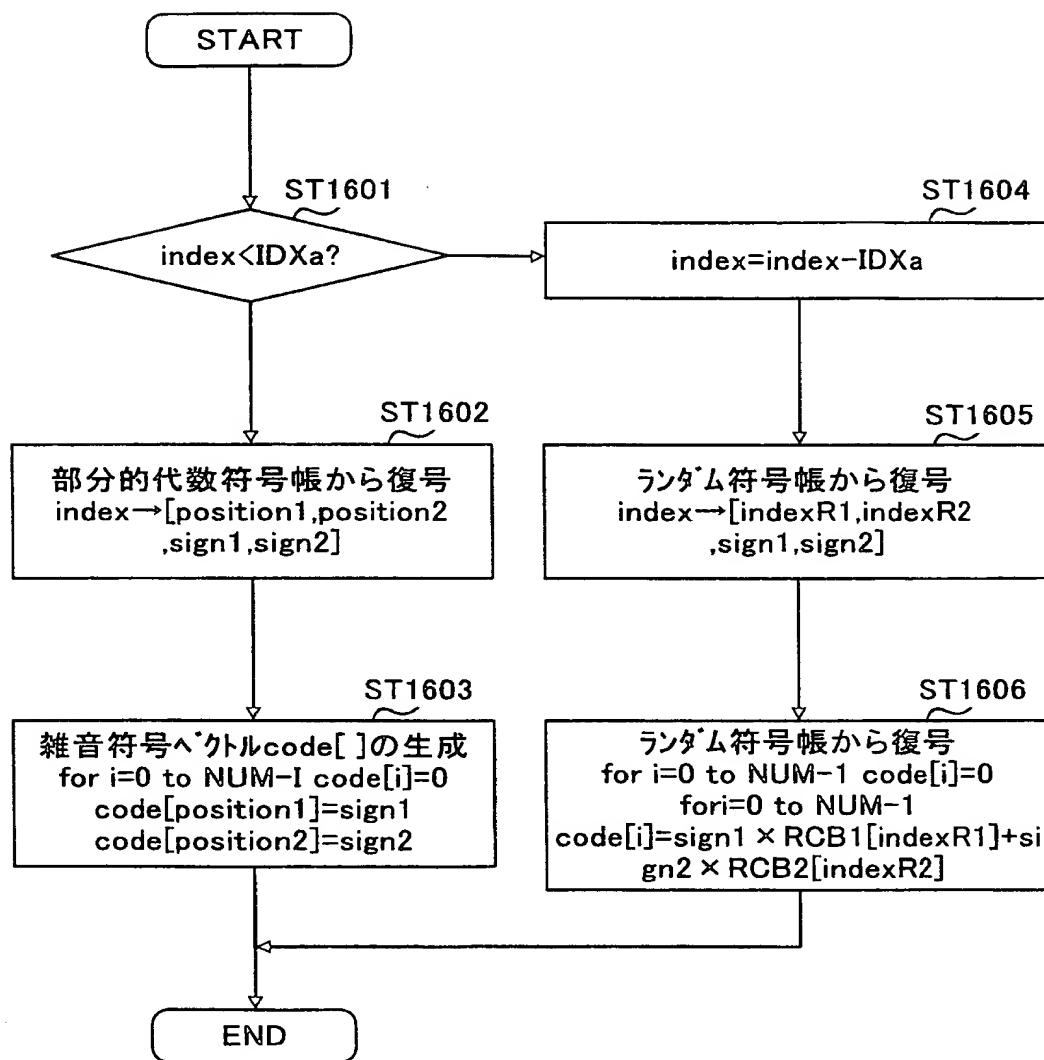 START
ST1601
index<IDXa?
ST1604
index=index-IDXa
ST1602
部分的代数符号帳から復号
index→[position1,position2
,sign1,sign2]
ST1605
ランダム符号帳から復号
index→[indexR1,indexR2
,sign1,sign2]
ST1603
雑音符号ベクトルcode[ ]の生成
for i=0 to NUM-I code[i]=0
code[position1]=sign1
code[position2]=sign2
ST1606
ランダム符号帳から復号
for i=0 to NUM-1 code[i]=0
fori=0 to NUM-1
code[i]=sign1×RCB1[indexR1]+si
gn2×RCB2[indexR2]
END